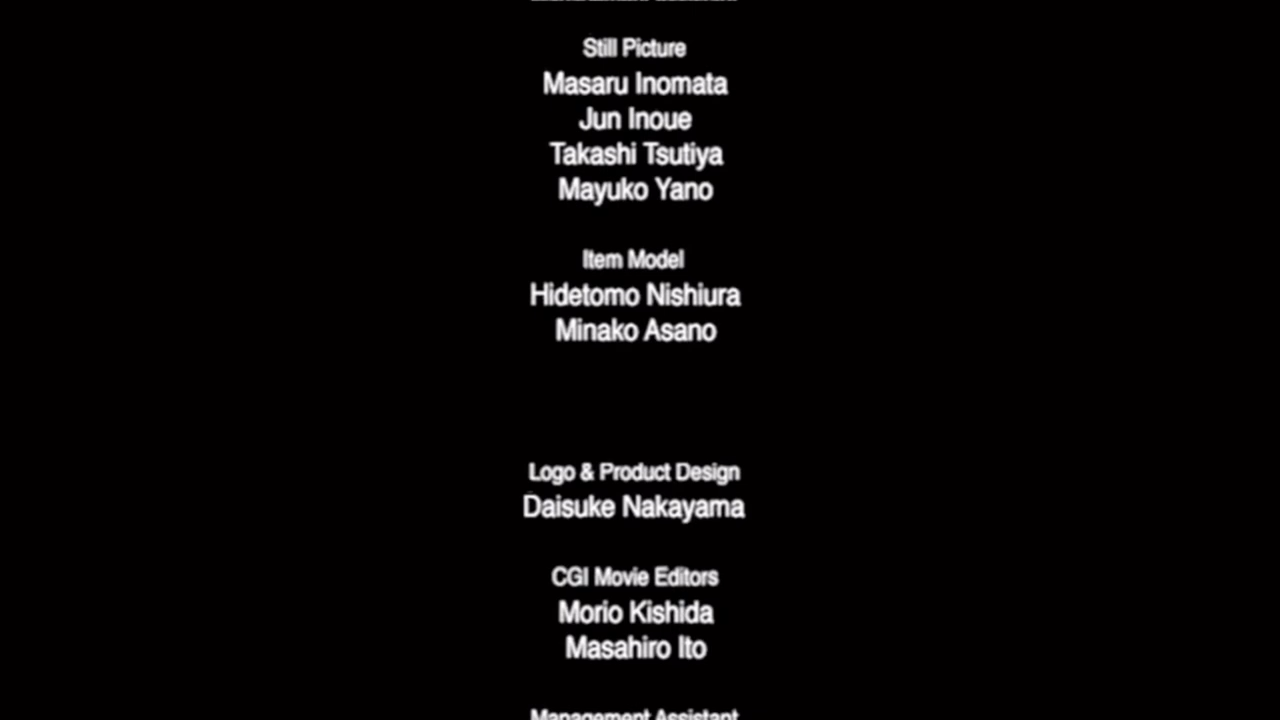 Still Picture
Masaru Inomata
Jun Inoue
Takashi Tsutiya
Mayuko Yano
Item Model
Hidetomo Nishiura
Minako Asano
Logo & Product Design
Daisuke Nakayama
CGI Movie Editors
Morio Kishida
Masahiro Ito
Management Assistant